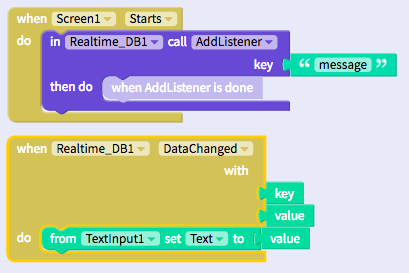 when Screen1 Starts
do in Realtime_DB1 call AddListener
key “ message ”
then do when AddListener is done
when Realtime_DB1 DataChanged
with
key
value
do from TextInput1 set Text to value